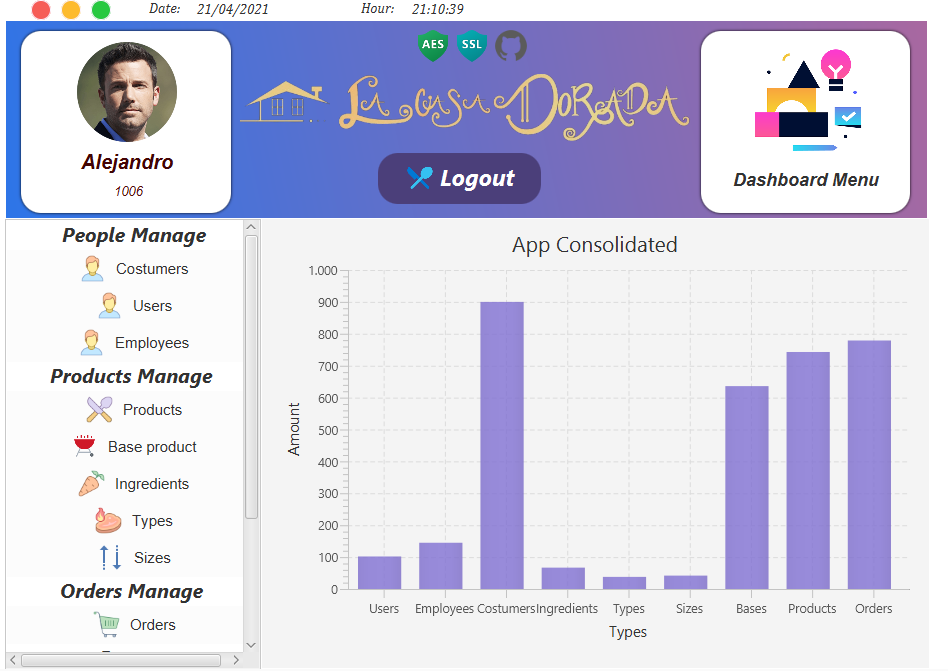 Date: 21/04/2021 Hour: 21:10:39
AES SSL
LA CASA DORADA
Alejandro
1006
Logout
Dashboard Menu
People Manage
Costumers
Users
Employees
Products Manage
Products
Base product
Ingredients
Types
Sizes
Orders Manage
Orders
App Consolidated
Amount
1.000
900
800
700
600
500
400
300
200
100
0
Users Employees Costumers Ingredients Types Sizes Bases Products Orders
Types